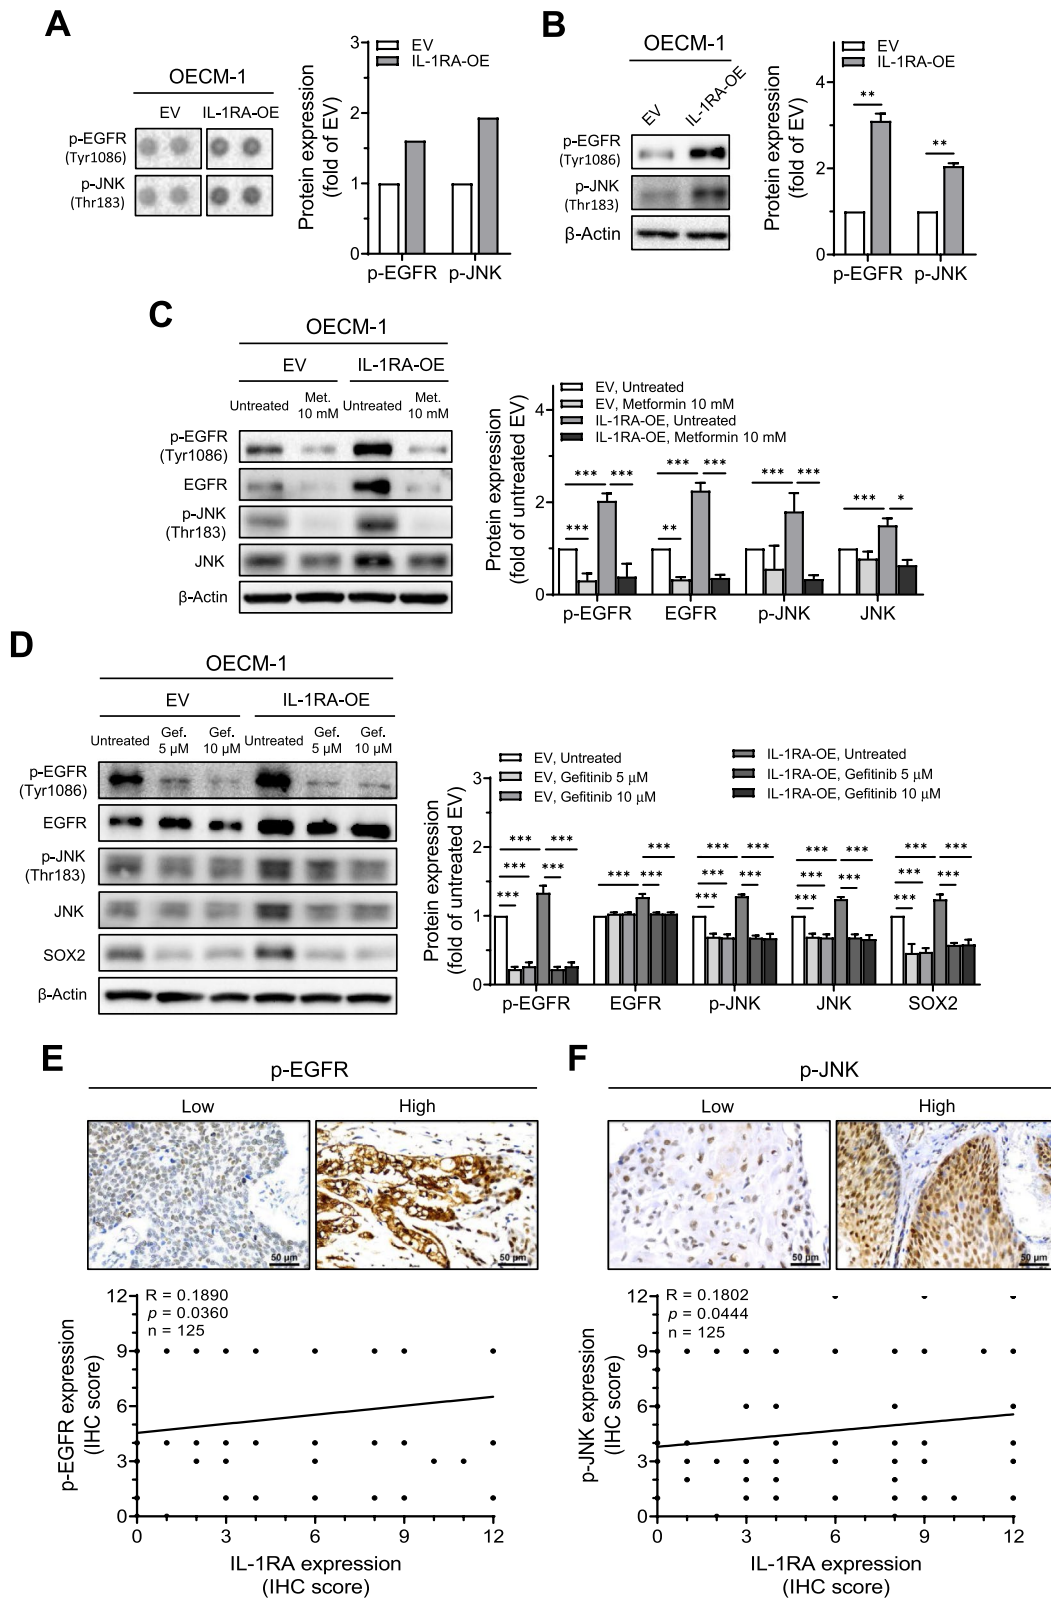 A
OECM-1
EV IL-1RA-OE
p-EGFR
(Tyr1086)
p-JNK
(Thr183)
Protein expression
(fold of EV)
3
2
1
0
EV
IL-1RA-OE
p-EGFR p-JNK
B
OECM-1
EV IL-1RA-OE
p-EGFR
(Tyr1086)
p-JNK
(Thr183)
β-Actin
Protein expression
(fold of EV)
4
2
0
EV
IL-1RA-OE
** **
p-EGFR p-JNK
C
OECM-1
EV IL-1RA-OE
Untreated Met. 10 mM Untreated Met. 10 mM
p-EGFR
(Tyr1086)
EGFR
p-JNK
(Thr183)
JNK
β-Actin
Protein expression
(fold of untreated EV)
4
2
0
EV, Untreated
EV, Metformin 10 mM
IL-1RA-OE, Untreated
IL-1RA-OE, Metformin 10 mM
*** *** *** *** *** *** *** *
*** **
p-EGFR EGFR p-JNK JNK
D
OECM-1
EV IL-1RA-OE
Untreated Gef. 5 μM Gef. 10 μM Untreated Gef. 5 μM Gef. 10 μM
p-EGFR
(Tyr1086)
EGFR
p-JNK
(Thr183)
JNK
SOX2
β-Actin
Protein expression
(fold of untreated EV)
3
2
1
0
EV, Untreated
EV, Gefitinib 5 μM
EV, Gefitinib 10 μM
IL-1RA-OE, Untreated
IL-1RA-OE, Gefitinib 5 μM
IL-1RA-OE, Gefitinib 10 μM
*** *** *** *** *** *** *** *** ***
*** *** *** *** *** *** *** *** ***
*** *** *** ***
p-EGFR EGFR p-JNK JNK SOX2
E
p-EGFR
Low High
50 μm 50 μm
p-EGFR expression
(IHC score)
12
9
6
3
0
R = 0.1890
p = 0.0360
n = 125
0 3 6 9 12
IL-1RA expression
(IHC score)
F
p-JNK
Low High
50 μm 50 μm
p-JNK expression
(IHC score)
12
9
6
3
0
R = 0.1802
p = 0.0444
n = 125
0 3 6 9 12
IL-1RA expression
(IHC score)